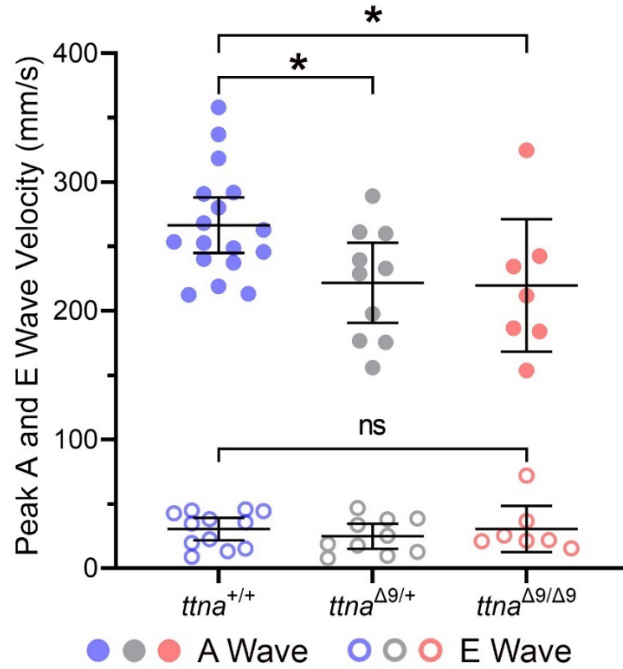 *
*
400
300
200
100
0
Peak A and E Wave Velocity (mm/s)
ns
ttna+/+ ttnaΔ9/+ ttnaΔ9/Δ9
A Wave E Wave